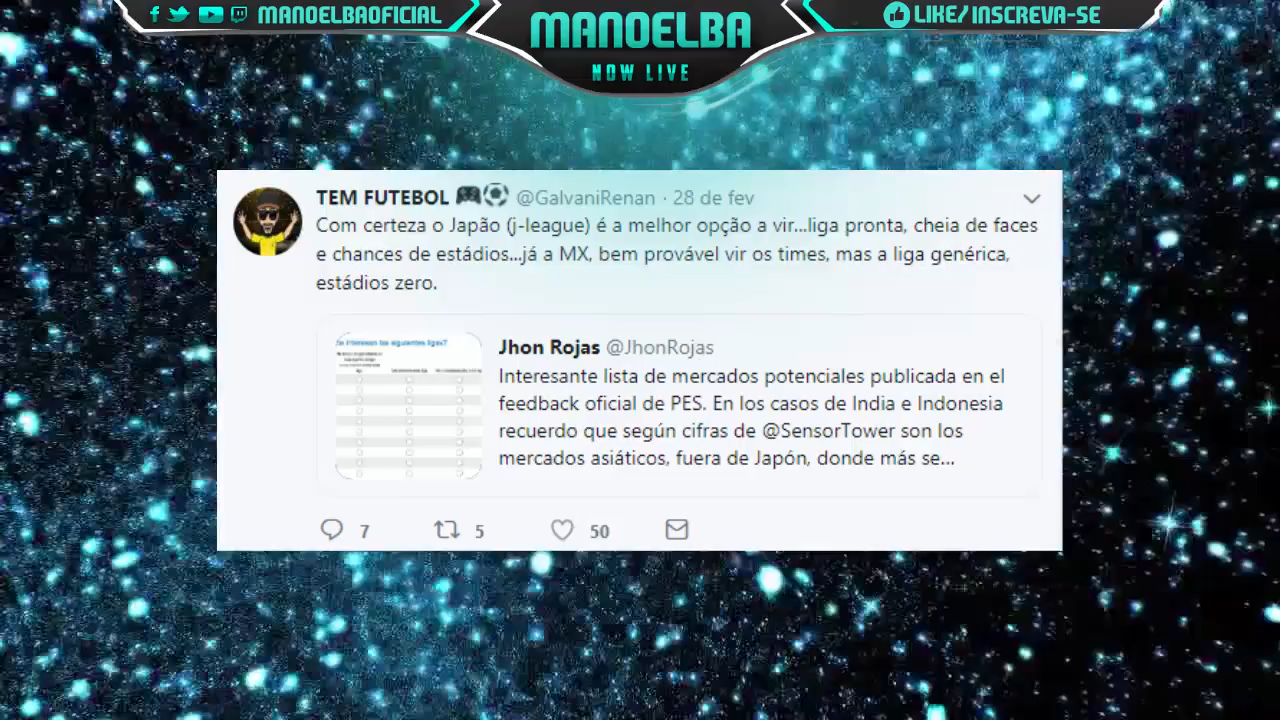 MANOELBAOFICIAL
MANOELBA
NOW LIVE
LIKE/INSCREVA-SE
TEM FUTEBOL 🎮⚽ @GalvaniRenan · 28 de fev
Com certeza o Japão (j-league) é a melhor opção a vir...liga pronta, cheia de faces
e chances de estádios...já a MX, bem provável vir os times, mas a liga genérica,
estádios zero.
siguientes ligas?
Jhon Rojas @JhonRojas
Interesante lista de mercados potenciales publicada en el
feedback oficial de PES. En los casos de India e Indonesia
recuerdo que según cifras de @SensorTower son los
mercados asiáticos, fuera de Japón, donde más se...
7 5 50